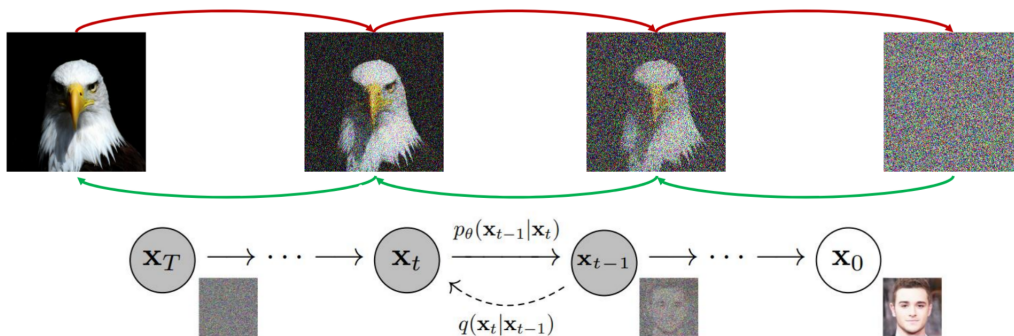 p_θ(x_{t−1}|x_t)
x_T → ⋯ → x_t → x_{t−1} → ⋯ → x_0
q(x_t|x_{t−1})